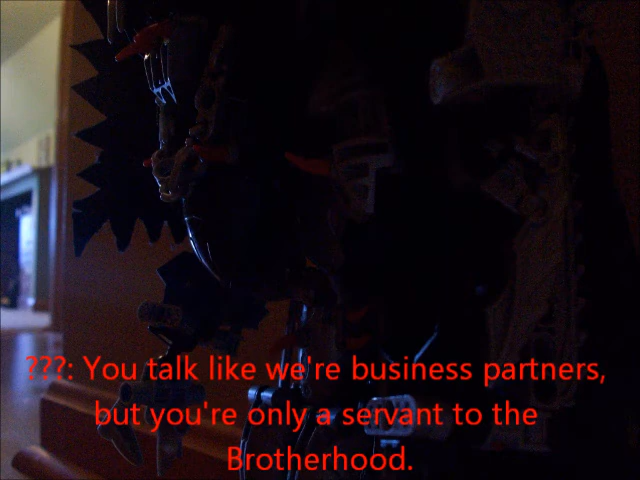 ???: You talk like we're business partners,
but you're only a servant to the
Brotherhood.